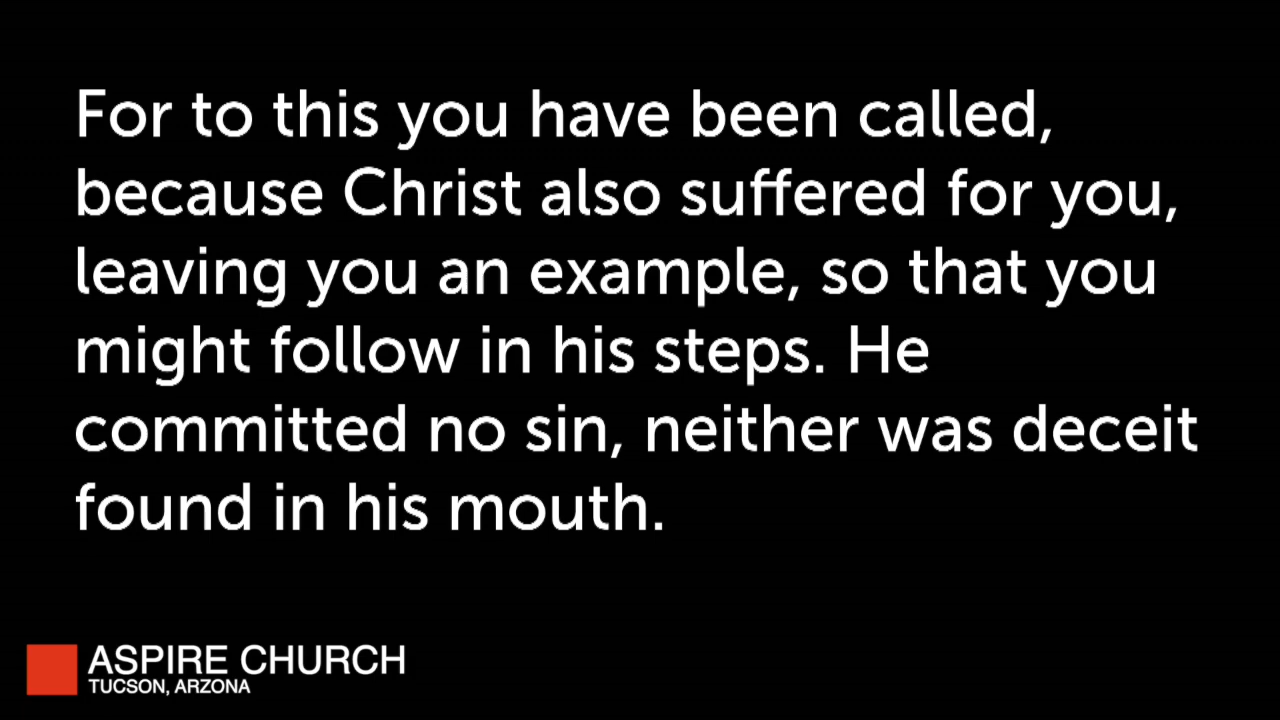 For to this you have been called,
because Christ also suffered for you,
leaving you an example, so that you
might follow in his steps. He
committed no sin, neither was deceit
found in his mouth.
ASPIRE CHURCH
TUCSON, ARZONA